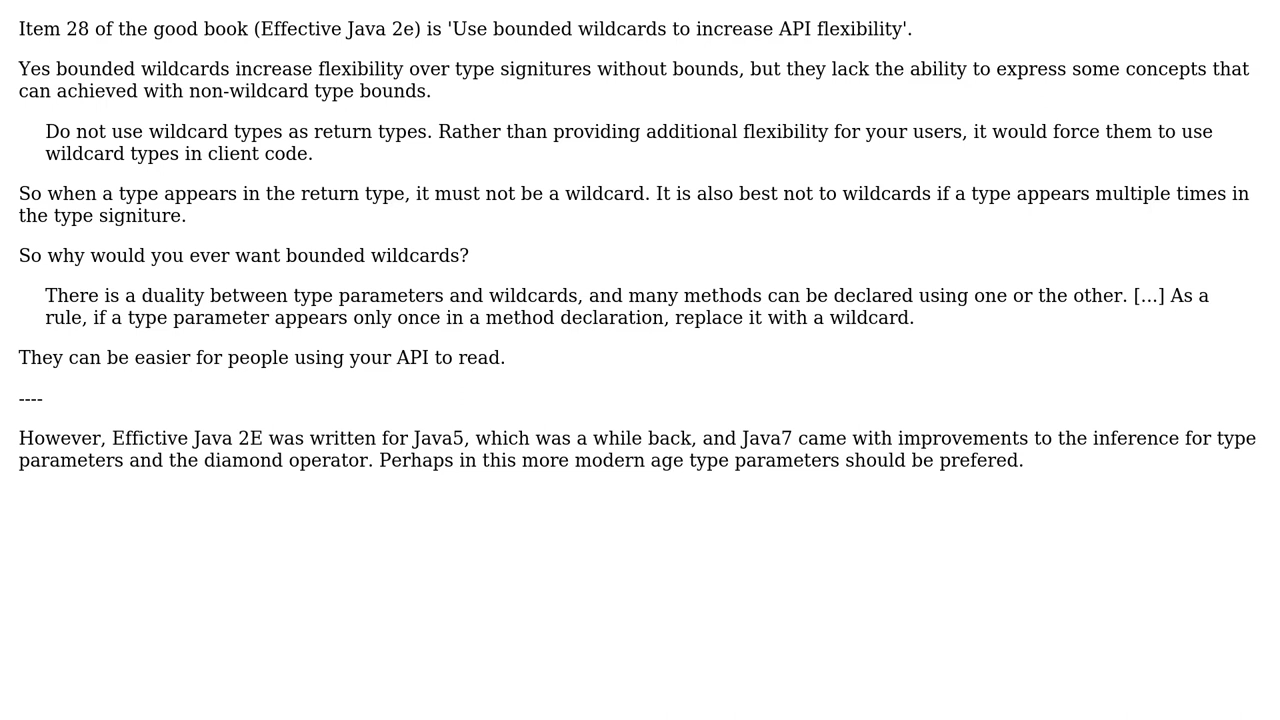 Item 28 of the good book (Effective Java 2e) is 'Use bounded wildcards to increase API flexibility'.
Yes bounded wildcards increase flexibility over type signitures without bounds, but they lack the ability to express some concepts that
can achieved with non-wildcard type bounds.
Do not use wildcard types as return types. Rather than providing additional flexibility for your users, it would force them to use
wildcard types in client code.
So when a type appears in the return type, it must not be a wildcard. It is also best not to wildcards if a type appears multiple times in
the type signiture.
So why would you ever want bounded wildcards?
There is a duality between type parameters and wildcards, and many methods can be declared using one or the other. [...] As a
rule, if a type parameter appears only once in a method declaration, replace it with a wildcard.
They can be easier for people using your API to read.
----
However, Effictive Java 2E was written for Java5, which was a while back, and Java7 came with improvements to the inference for type
parameters and the diamond operator. Perhaps in this more modern age type parameters should be prefered.